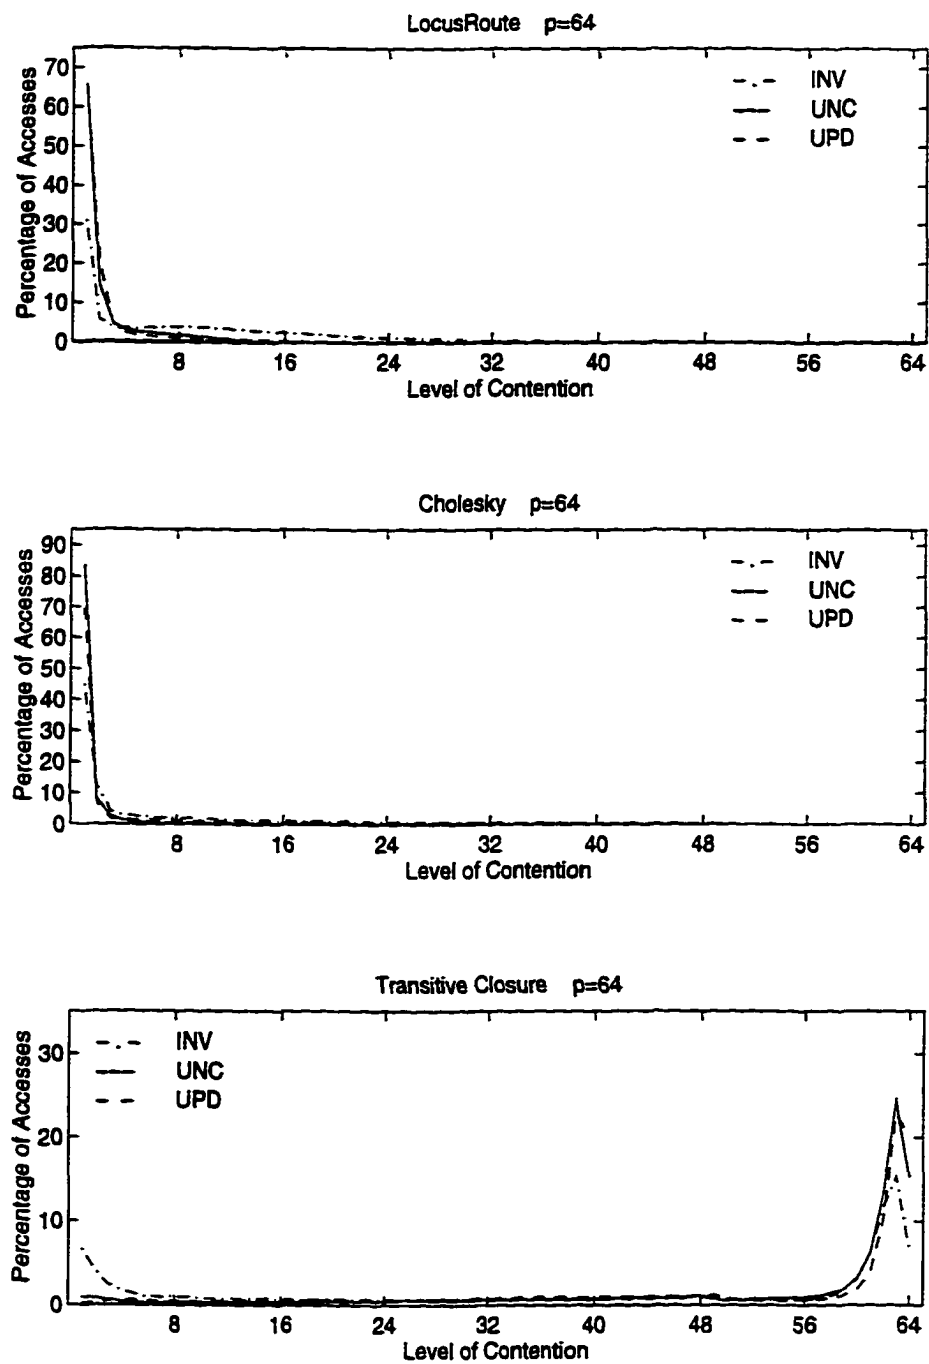 LocusRoute p=64
Percentage of Accesses
70
60
50
40
30
20
10
0
INV
UNC
UPD
8 16 24 32 40 48 56 64
Level of Contention
Cholesky p=64
Percentage of Accesses
90
80
70
60
50
40
30
20
10
0
INV
UNC
UPD
8 16 24 32 40 48 56 64
Level of Contention
Transitive Closure p=64
Percentage of Accesses
30
20
10
0
INV
UNC
UPD
8 16 24 32 40 48 56 64
Level of Contention